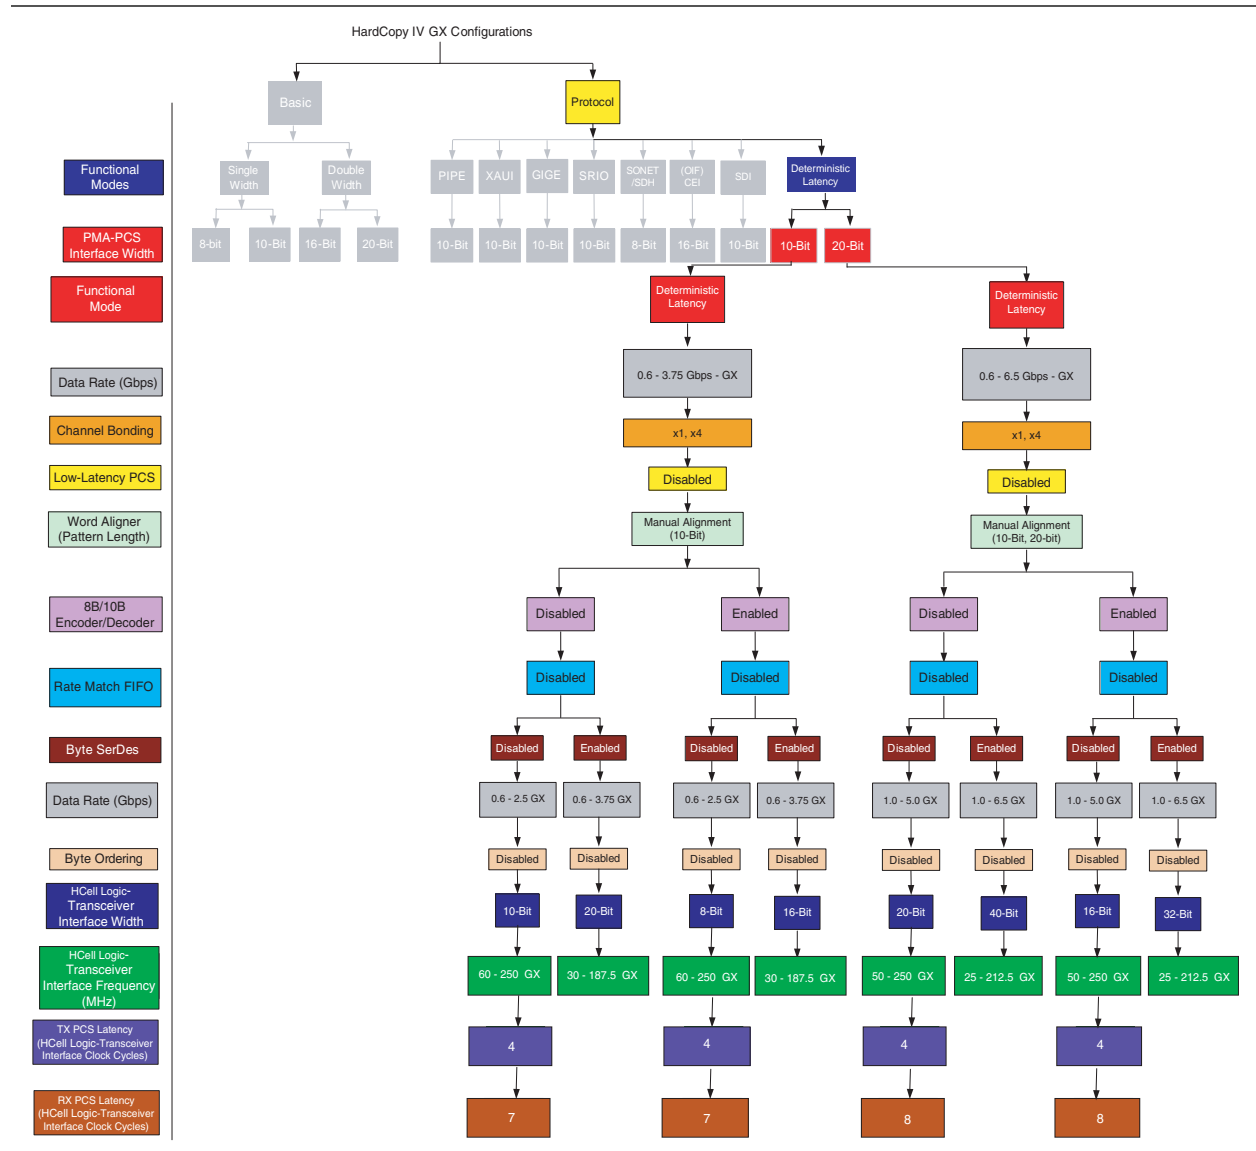 HardCopy IV GX Configurations
Basic
Protocol
Functional
Modes
Single
Width
Double
Width
PIPE
XAUI
GIGE
SRIO
SONET
/SDH
(OIF)
CEI
SDI
Deterministic
Latency
PMA-PCS
Interface Width
8-bit
10-Bit
16-Bit
20-Bit
10-Bit
10-Bit
10-Bit
10-Bit
8-Bit
16-Bit
10-Bit
10-Bit
20-Bit
Functional
Mode
Deterministic
Latency
Deterministic
Latency
Data Rate (Gbps)
0.6 - 3.75 Gbps - GX
0.6 - 6.5 Gbps - GX
Channel Bonding
x1, x4
x1, x4
Low-Latency PCS
Disabled
Disabled
Word Aligner
(Pattern Length)
Manual Alignment
(10-Bit)
Manual Alignment
(10-Bit, 20-bit)
8B/10B
Encoder/Decoder
Disabled
Enabled
Disabled
Enabled
Rate Match FIFO
Disabled
Disabled
Disabled
Disabled
Byte SerDes
Disabled
Enabled
Disabled
Enabled
Disabled
Enabled
Disabled
Enabled
Data Rate (Gbps)
0.6 - 2.5 GX
0.6 - 3.75 GX
0.6 - 2.5 GX
0.6 - 3.75 GX
1.0 - 5.0 GX
1.0 - 6.5 GX
1.0 - 5.0 GX
1.0 - 6.5 GX
Byte Ordering
Disabled
Disabled
Disabled
Disabled
Disabled
Disabled
Disabled
Disabled
HCell Logic-
Transceiver
Interface Width
10-Bit
20-Bit
8-Bit
16-Bit
20-Bit
40-Bit
16-Bit
32-Bit
HCell Logic-
Transceiver
Interface Frequency
(MHz)
60 - 250 GX
30 - 187.5 GX
60 - 250 GX
30 - 187.5 GX
50 - 250 GX
25 - 212.5 GX
50 - 250 GX
25 - 212.5 GX
TX PCS Latency
(HCell Logic-Transceiver
Interface Clock Cycles)
4
4
4
4
RX PCS Latency
(HCell Logic-Transceiver
Interface Clock Cycles)
7
7
8
8